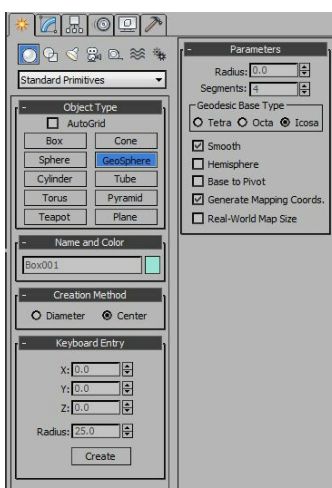 Standard Primitives
- Object Type
AutoGrid
Box Cone
Sphere GeoSphere
Cylinder Tube
Torus Pyramid
Teapot Plane
- Name and Color
Box001
- Creation Method
Diameter Center
- Keyboard Entry
X: 0.0
Y: 0.0
Z: 0.0
Radius: 25.0
Create
- Parameters
Radius: 0.0
Segments: 4
Geodesic Base Type
Tetra Octa Icosa
Smooth
Hemisphere
Base to Pivot
Generate Mapping Coords.
Real-World Map Size